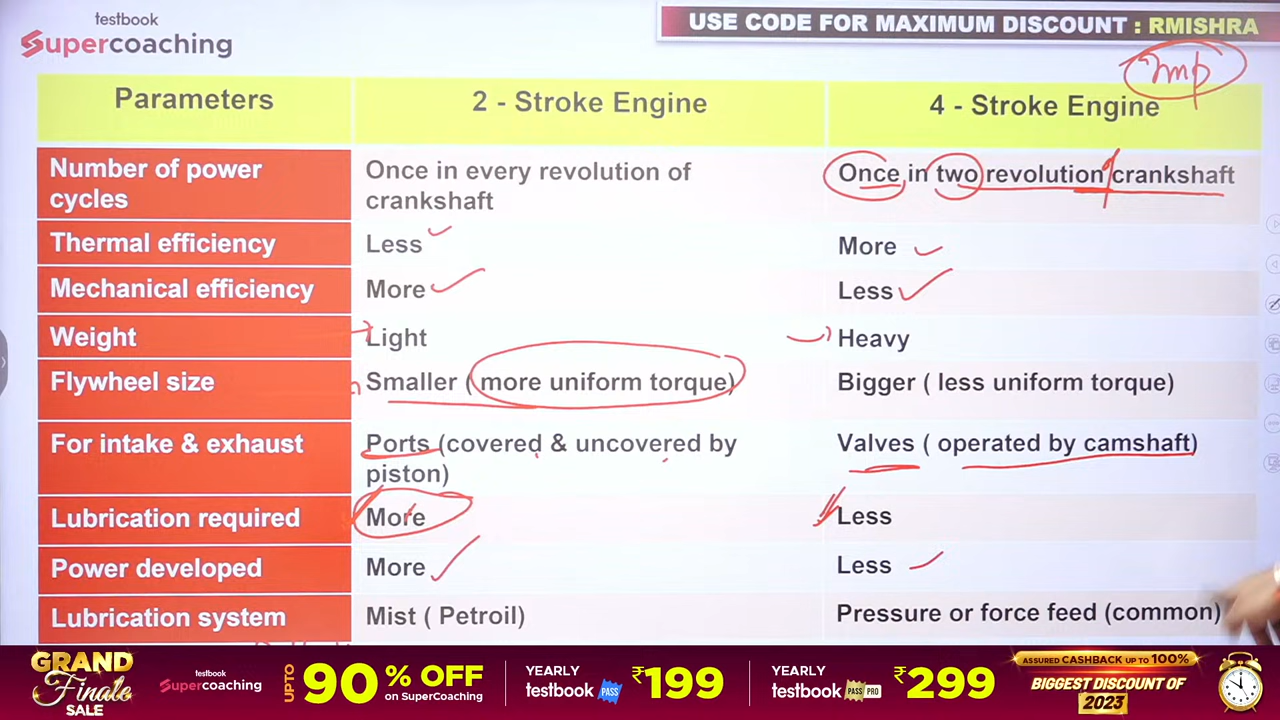 testbook
Supercoaching
USE CODE FOR MAXIMUM DISCOUNT : RMISHRA
Imp
Parameters
2 - Stroke Engine
4 - Stroke Engine
Number of power
cycles
Once in every revolution of
crankshaft
Once in two revolution of crankshaft
Thermal efficiency
Less
More
Mechanical efficiency
More
Less
Weight
Light
Heavy
Flywheel size
Smaller ( more uniform torque)
Bigger ( less uniform torque)
For intake & exhaust
Ports (covered & uncovered by
piston)
Valves ( operated by camshaft)
Lubrication required
More
Less
Power developed
More
Less
Lubrication system
Mist ( Petroil)
Pressure or force feed (common)
GRAND
Finale
SALE
testbook
Supercoaching
UPTO 90 % OFF
on SuperCoaching
YEARLY
testbook PASS
₹199
YEARLY
testbook PASS PRO
₹299
ASSURED CASHBACK UP TO 100%
BIGGEST DISCOUNT OF
2023